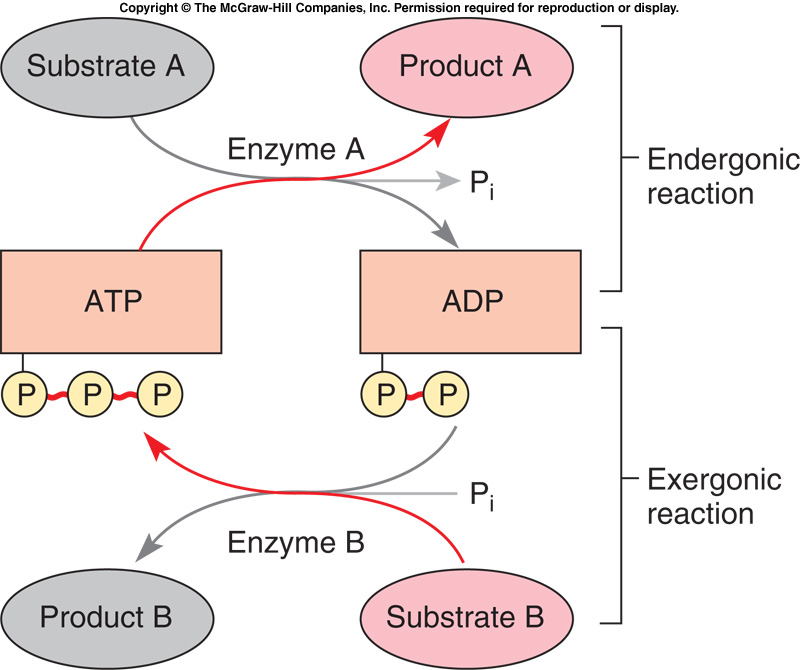 Copyright © The McGraw-Hill Companies, Inc. Permission required for reproduction or display.
Substrate A
Product A
Enzyme A
Pi
Endergonic
reaction
ATP
ADP
P P P
P P
Pi
Enzyme B
Exergonic
reaction
Product B
Substrate B